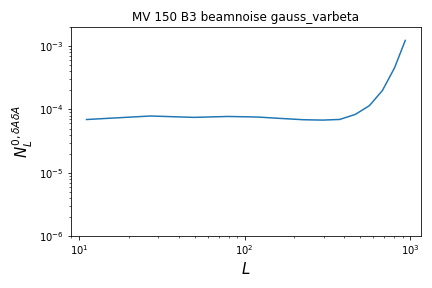 MV 150 B3 beamnoise gauss_varbeta
10⁻³
10⁻⁴
10⁻⁵
10⁻⁶
N_L^{0, δAδA}
10¹ 10² 10³
L